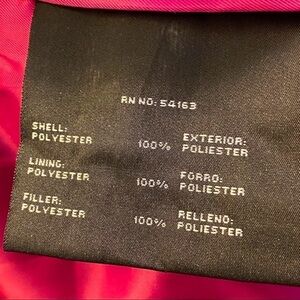 RN NO: 54163
SHELL: EXTERIOR:
POLYESTER 100% POLIESTER
LINING: FORRO:
POLYESTER 100% POLIESTER
FILLER: RELLENO:
POLYESTER 100% POLIESTER